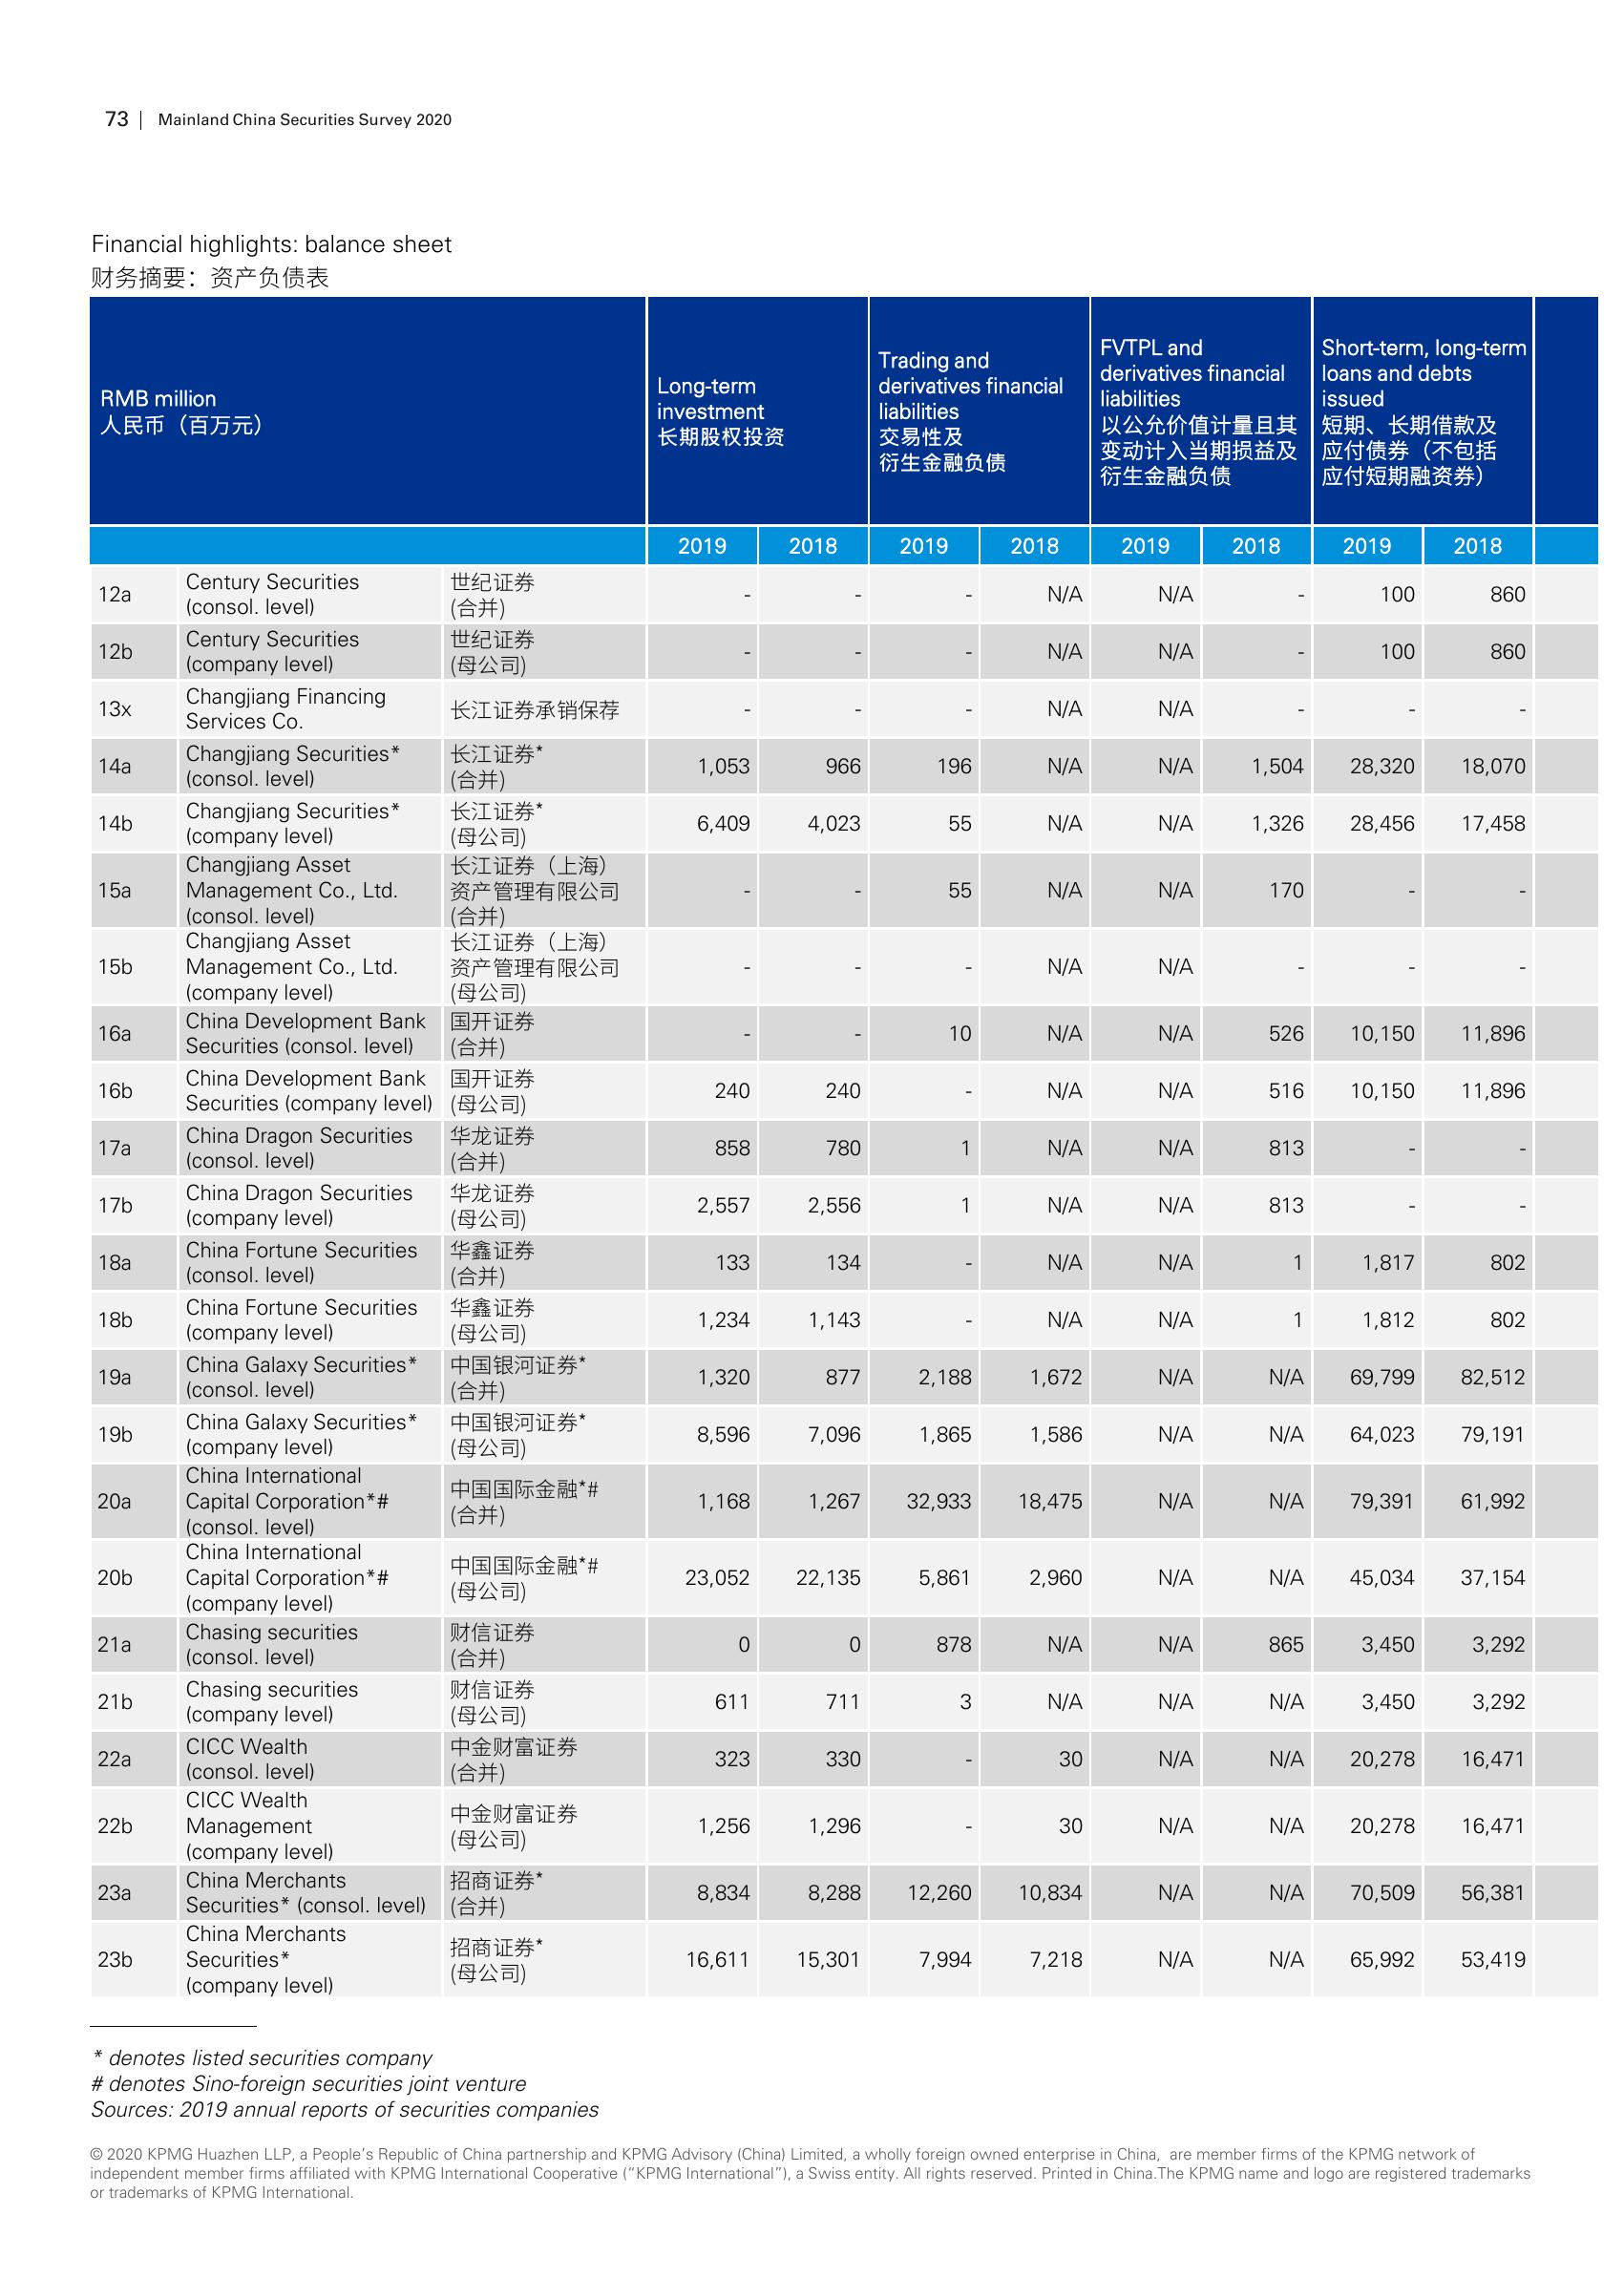 73 | Mainland China Securities Survey 2020
Financial highlights: balance sheet
财务摘要：资产负债表
RMB million
人民币（百万元）
Long-term
investment
长期股权投资
Trading and
derivatives financial
liabilities
交易性及
衍生金融负债
FVTPL and
derivatives financial
liabilities
以公允价值计量且其
变动计入当期损益及
衍生金融负债
Short-term, long-term
loans and debts
issued
短期、长期借款及
应付债券（不包括
应付短期融资券）
2019 2018 2019 2018 2019 2018 2019 2018
12a Century Securities (consol. level) 世纪证券 (合并) - - - N/A N/A - 100 860
12b Century Securities (company level) 世纪证券 (母公司) - - - N/A N/A - 100 860
13x Changjiang Financing Services Co. 长江证券承销保荐 - - - N/A N/A - - -
14a Changjiang Securities* (consol. level) 长江证券* (合并) 1,053 966 196 N/A N/A 1,504 28,320 18,070
14b Changjiang Securities* (company level) 长江证券* (母公司) 6,409 4,023 55 N/A N/A 1,326 28,456 17,458
15a Changjiang Asset Management Co., Ltd. (consol. level) 长江证券（上海）资产管理有限公司 (合并) - - 55 N/A N/A 170 - -
15b Changjiang Asset Management Co., Ltd. (company level) 长江证券（上海）资产管理有限公司 (母公司) - - - N/A N/A - - -
16a China Development Bank Securities (consol. level) 国开证券 (合并) - - 10 N/A N/A 526 10,150 11,896
16b China Development Bank Securities (company level) 国开证券 (母公司) 240 240 - N/A N/A 516 10,150 11,896
17a China Dragon Securities (consol. level) 华龙证券 (合并) 858 780 1 N/A N/A 813 - -
17b China Dragon Securities (company level) 华龙证券 (母公司) 2,557 2,556 1 N/A N/A 813 - -
18a China Fortune Securities (consol. level) 华鑫证券 (合并) 133 134 - N/A N/A 1 1,817 802
18b China Fortune Securities (company level) 华鑫证券 (母公司) 1,234 1,143 - N/A N/A 1 1,812 802
19a China Galaxy Securities* (consol. level) 中国银河证券* (合并) 1,320 877 2,188 1,672 N/A N/A 69,799 82,512
19b China Galaxy Securities* (company level) 中国银河证券* (母公司) 8,596 7,096 1,865 1,586 N/A N/A 64,023 79,191
20a China International Capital Corporation*# (consol. level) 中国国际金融*# (合并) 1,168 1,267 32,933 18,475 N/A N/A 79,391 61,992
20b China International Capital Corporation*# (company level) 中国国际金融*# (母公司) 23,052 22,135 5,861 2,960 N/A N/A 45,034 37,154
21a Chasing securities (consol. level) 财信证券 (合并) 0 0 878 N/A N/A 865 3,450 3,292
21b Chasing securities (company level) 财信证券 (母公司) 611 711 3 N/A N/A N/A 3,450 3,292
22a CICC Wealth (consol. level) 中金财富证券 (合并) 323 330 - 30 N/A N/A 20,278 16,471
22b CICC Wealth Management (company level) 中金财富证券 (母公司) 1,256 1,296 - 30 N/A N/A 20,278 16,471
23a China Merchants Securities* (consol. level) 招商证券* (合并) 8,834 8,288 12,260 10,834 N/A N/A 70,509 56,381
23b China Merchants Securities* (company level) 招商证券* (母公司) 16,611 15,301 7,994 7,218 N/A N/A 65,992 53,419
* denotes listed securities company
# denotes Sino-foreign securities joint venture
Sources: 2019 annual reports of securities companies
© 2020 KPMG Huazhen LLP, a People's Republic of China partnership and KPMG Advisory (China) Limited, a wholly foreign owned enterprise in China, are member firms of the KPMG network of
independent member firms affiliated with KPMG International Cooperative ("KPMG International"), a Swiss entity. All rights reserved. Printed in China.The KPMG name and logo are registered trademarks
or trademarks of KPMG International.